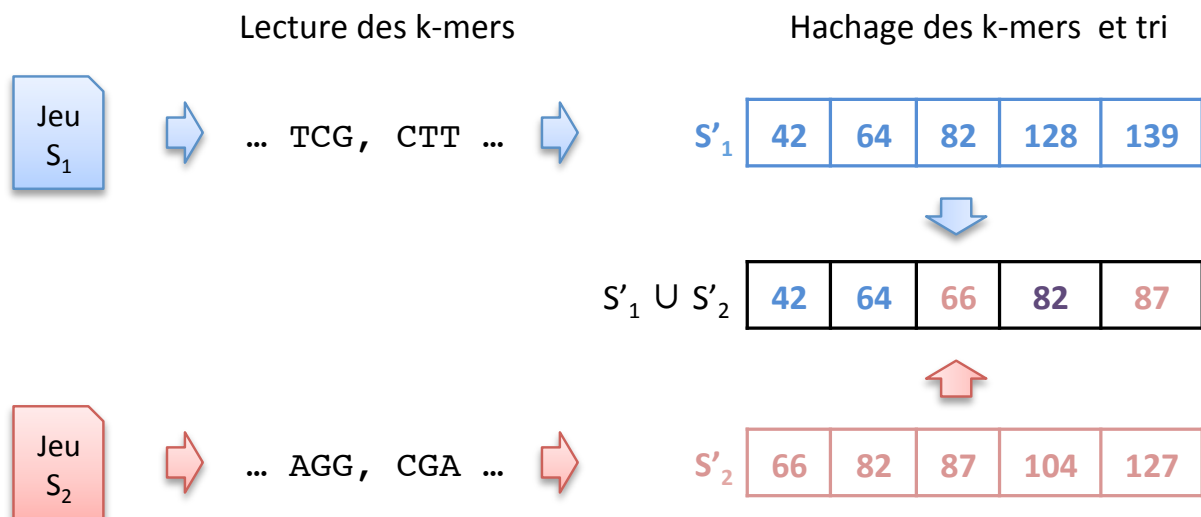 Lecture des k-mers
Hachage des k-mers et tri
Jeu
S₁
… TCG, CTT …
S'₁ 42 64 82 128 139
S'₁ ∪ S'₂ 42 64 66 82 87
Jeu
S₂
… AGG, CGA …
S'₂ 66 82 87 104 127